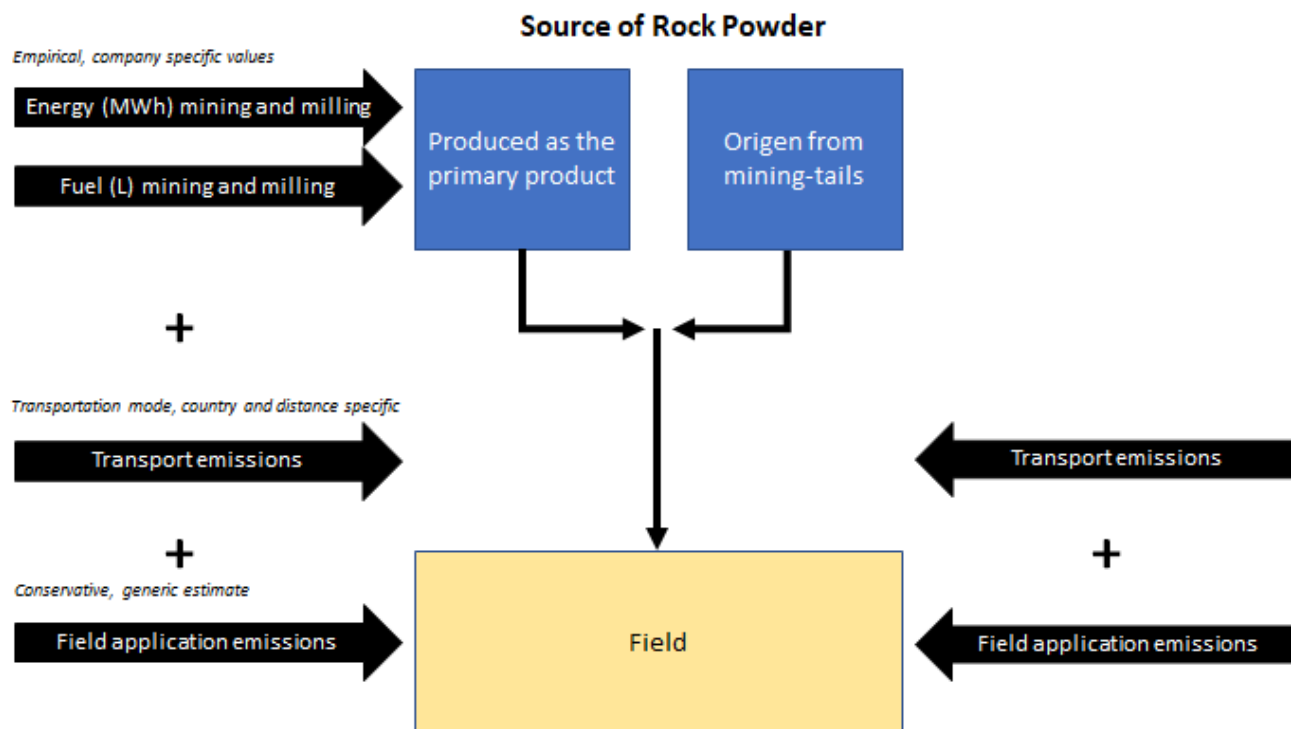 Source of Rock Powder
Empirical, company specific values
Energy (MWh) mining and milling
Fuel (L) mining and milling
Produced as the
primary product
Origen from
mining-tails
+
Transportation mode, country and distance specific
Transport emissions
Transport emissions
+
+
Conservative, generic estimate
Field application emissions
Field
Field application emissions